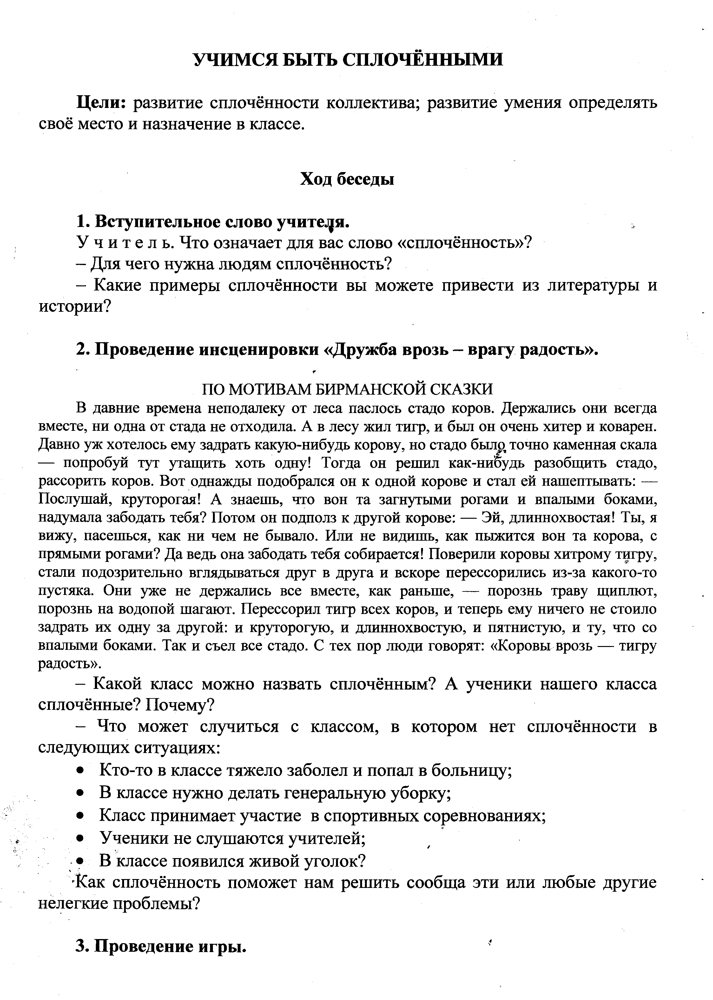 УЧИМСЯ БЫТЬ СПЛОЧЁННЫМИ
Цели: развитие сплочённости коллектива; развитие умения определять
своё место и назначение в классе.
Ход беседы
1. Вступительное слово учителя.
У ч и т е л ь. Что означает для вас слово «сплочённость»?
– Для чего нужна людям сплочённость?
– Какие примеры сплочённости вы можете привести из литературы и
истории?
2. Проведение инсценировки «Дружба врозь – врагу радость».
ПО МОТИВАМ БИРМАНСКОЙ СКАЗКИ
В давние времена неподалеку от леса паслось стадо коров. Держались они всегда
вместе, ни одна от стада не отходила. А в лесу жил тигр, и был он очень хитер и коварен.
Давно уж хотелось ему задрать какую-нибудь корову, но стадо было точно каменная скала
— попробуй тут утащить хоть одну! Тогда он решил как-нибудь разобщить стадо,
рассорить коров. Вот однажды подобрался он к одной корове и стал ей нашептывать: —
Послушай, круторогая! А знаешь, что вон та загнутыми рогами и впалыми боками,
надумала забодать тебя? Потом он подполз к другой корове: — Эй, длиннохвостая! Ты, я
вижу, пасешься, как ни чем не бывало. Или не видишь, как пыжится вон та корова, с
прямыми рогами? Да ведь она забодать тебя собирается! Поверили коровы хитрому тигру,
стали подозрительно вглядываться друг в друга и вскоре перессорились из-за какого-то
пустяка. Они уже не держались все вместе, как раньше, — порознь траву щиплют,
порознь на водопой шагают. Перессорил тигр всех коров, и теперь ему ничего не стоило
задрать их одну за другой: и круторогую, и длиннохвостую, и пятнистую, и ту, что со
впалыми боками. Так и съел все стадо. С тех пор люди говорят: «Коровы врозь — тигру
радость».
– Какой класс можно назвать сплочённым? А ученики нашего класса
сплочённые? Почему?
– Что может случиться с классом, в котором нет сплочённости в
следующих ситуациях:
• Кто-то в классе тяжело заболел и попал в больницу;
• В классе нужно делать генеральную уборку;
• Класс принимает участие в спортивных соревнованиях;
• Ученики не слушаются учителей;
• В классе появился живой уголок?
Как сплочённость поможет нам решить сообща эти или любые другие
нелегкие проблемы?
3. Проведение игры.